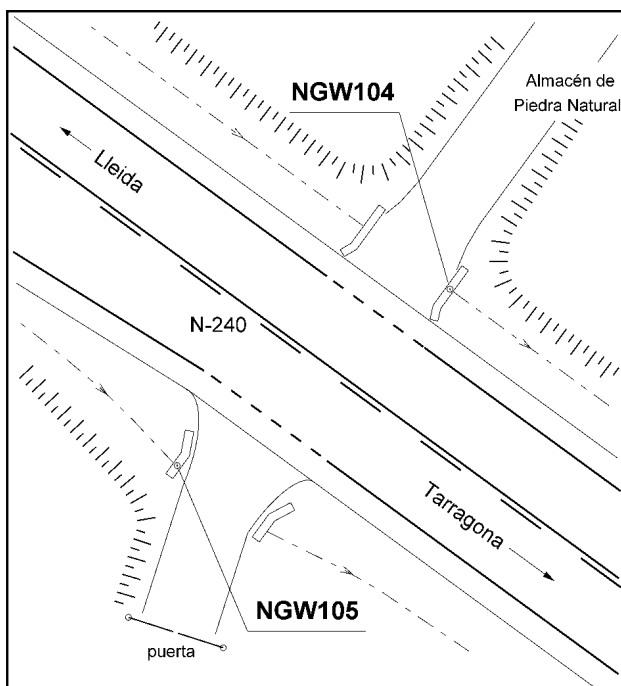 Almacén de
Piedra Natural
NGW104
Lleida
N-240
Tarragona
NGW105
puerta